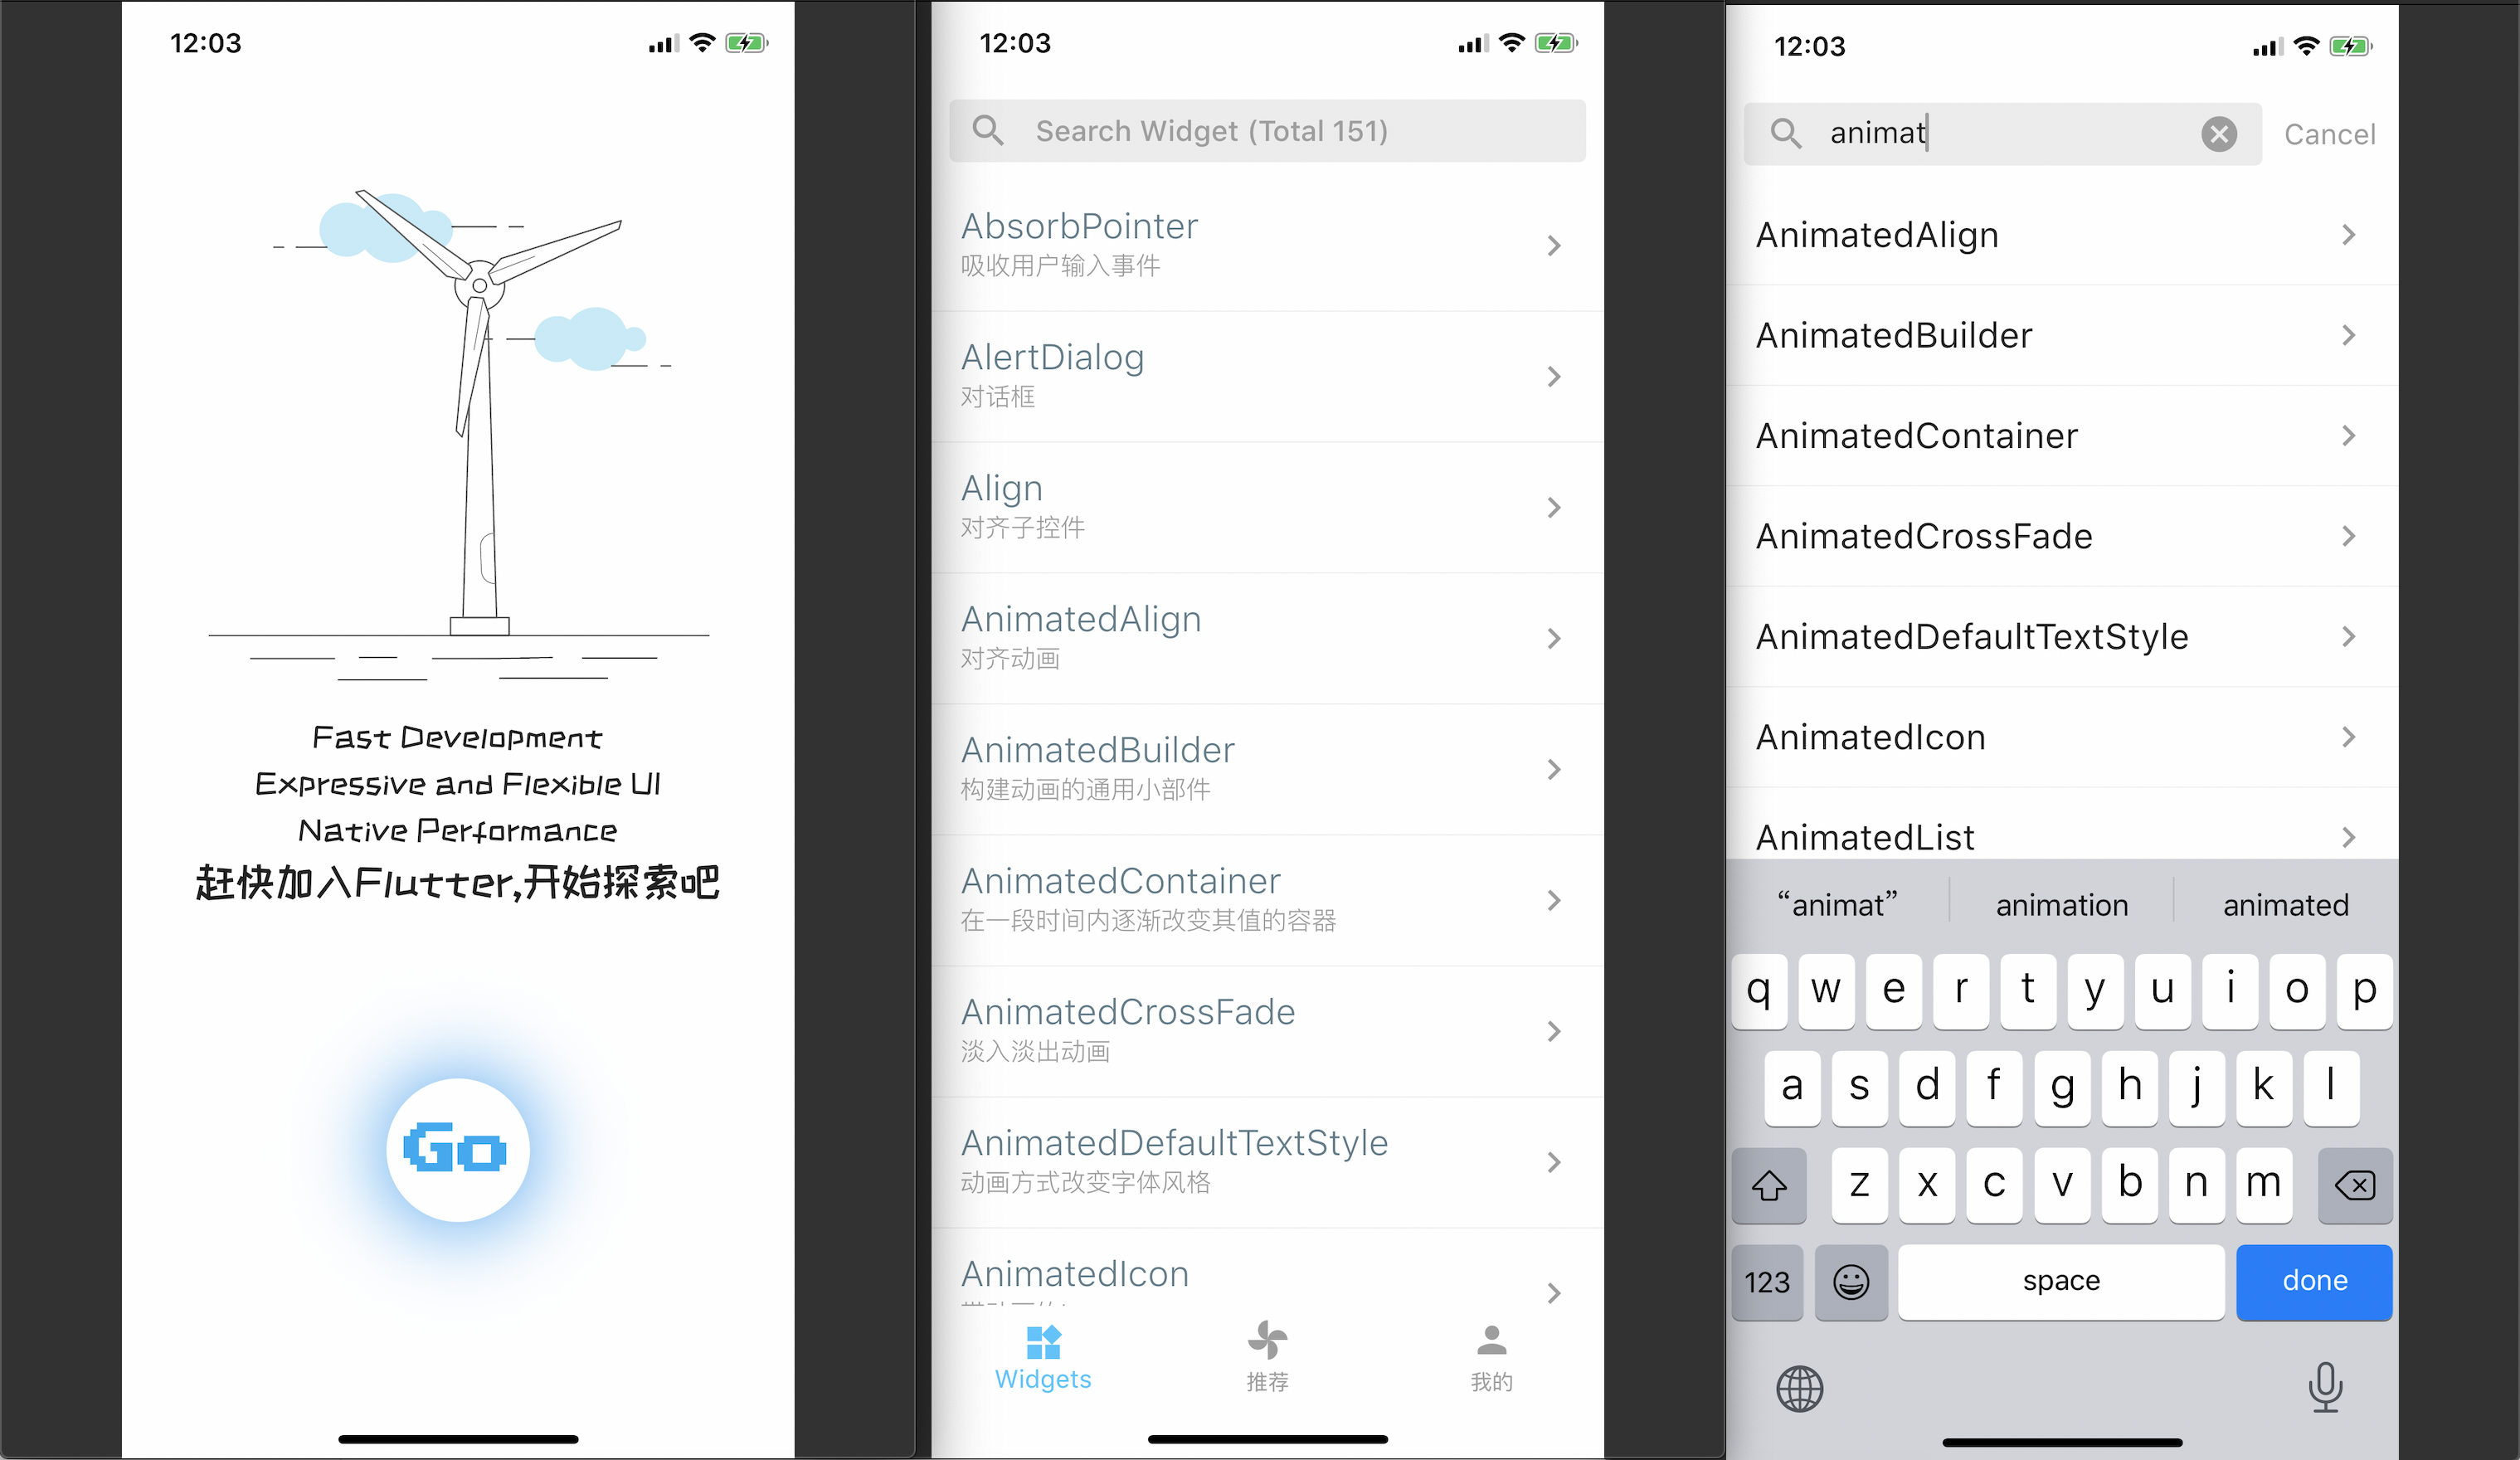 12:03
Fast Development
Expressive and Flexible UI
Native Performance
赶快加入Flutter,开始探索吧
Go
12:03
Search Widget (Total 151)
AbsorbPointer
吸收用户输入事件
AlertDialog
对话框
Align
对齐子控件
AnimatedAlign
对齐动画
AnimatedBuilder
构建动画的通用小部件
AnimatedContainer
在一段时间内逐渐改变其值的容器
AnimatedCrossFade
淡入淡出动画
AnimatedDefaultTextStyle
动画方式改变字体风格
AnimatedIcon
Widgets 推荐 我的
12:03
animat Cancel
AnimatedAlign
AnimatedBuilder
AnimatedContainer
AnimatedCrossFade
AnimatedDefaultTextStyle
AnimatedIcon
AnimatedList
“animat” animation animated
q w e r t y u i o p
a s d f g h j k l
z x c v b n m
123 space done